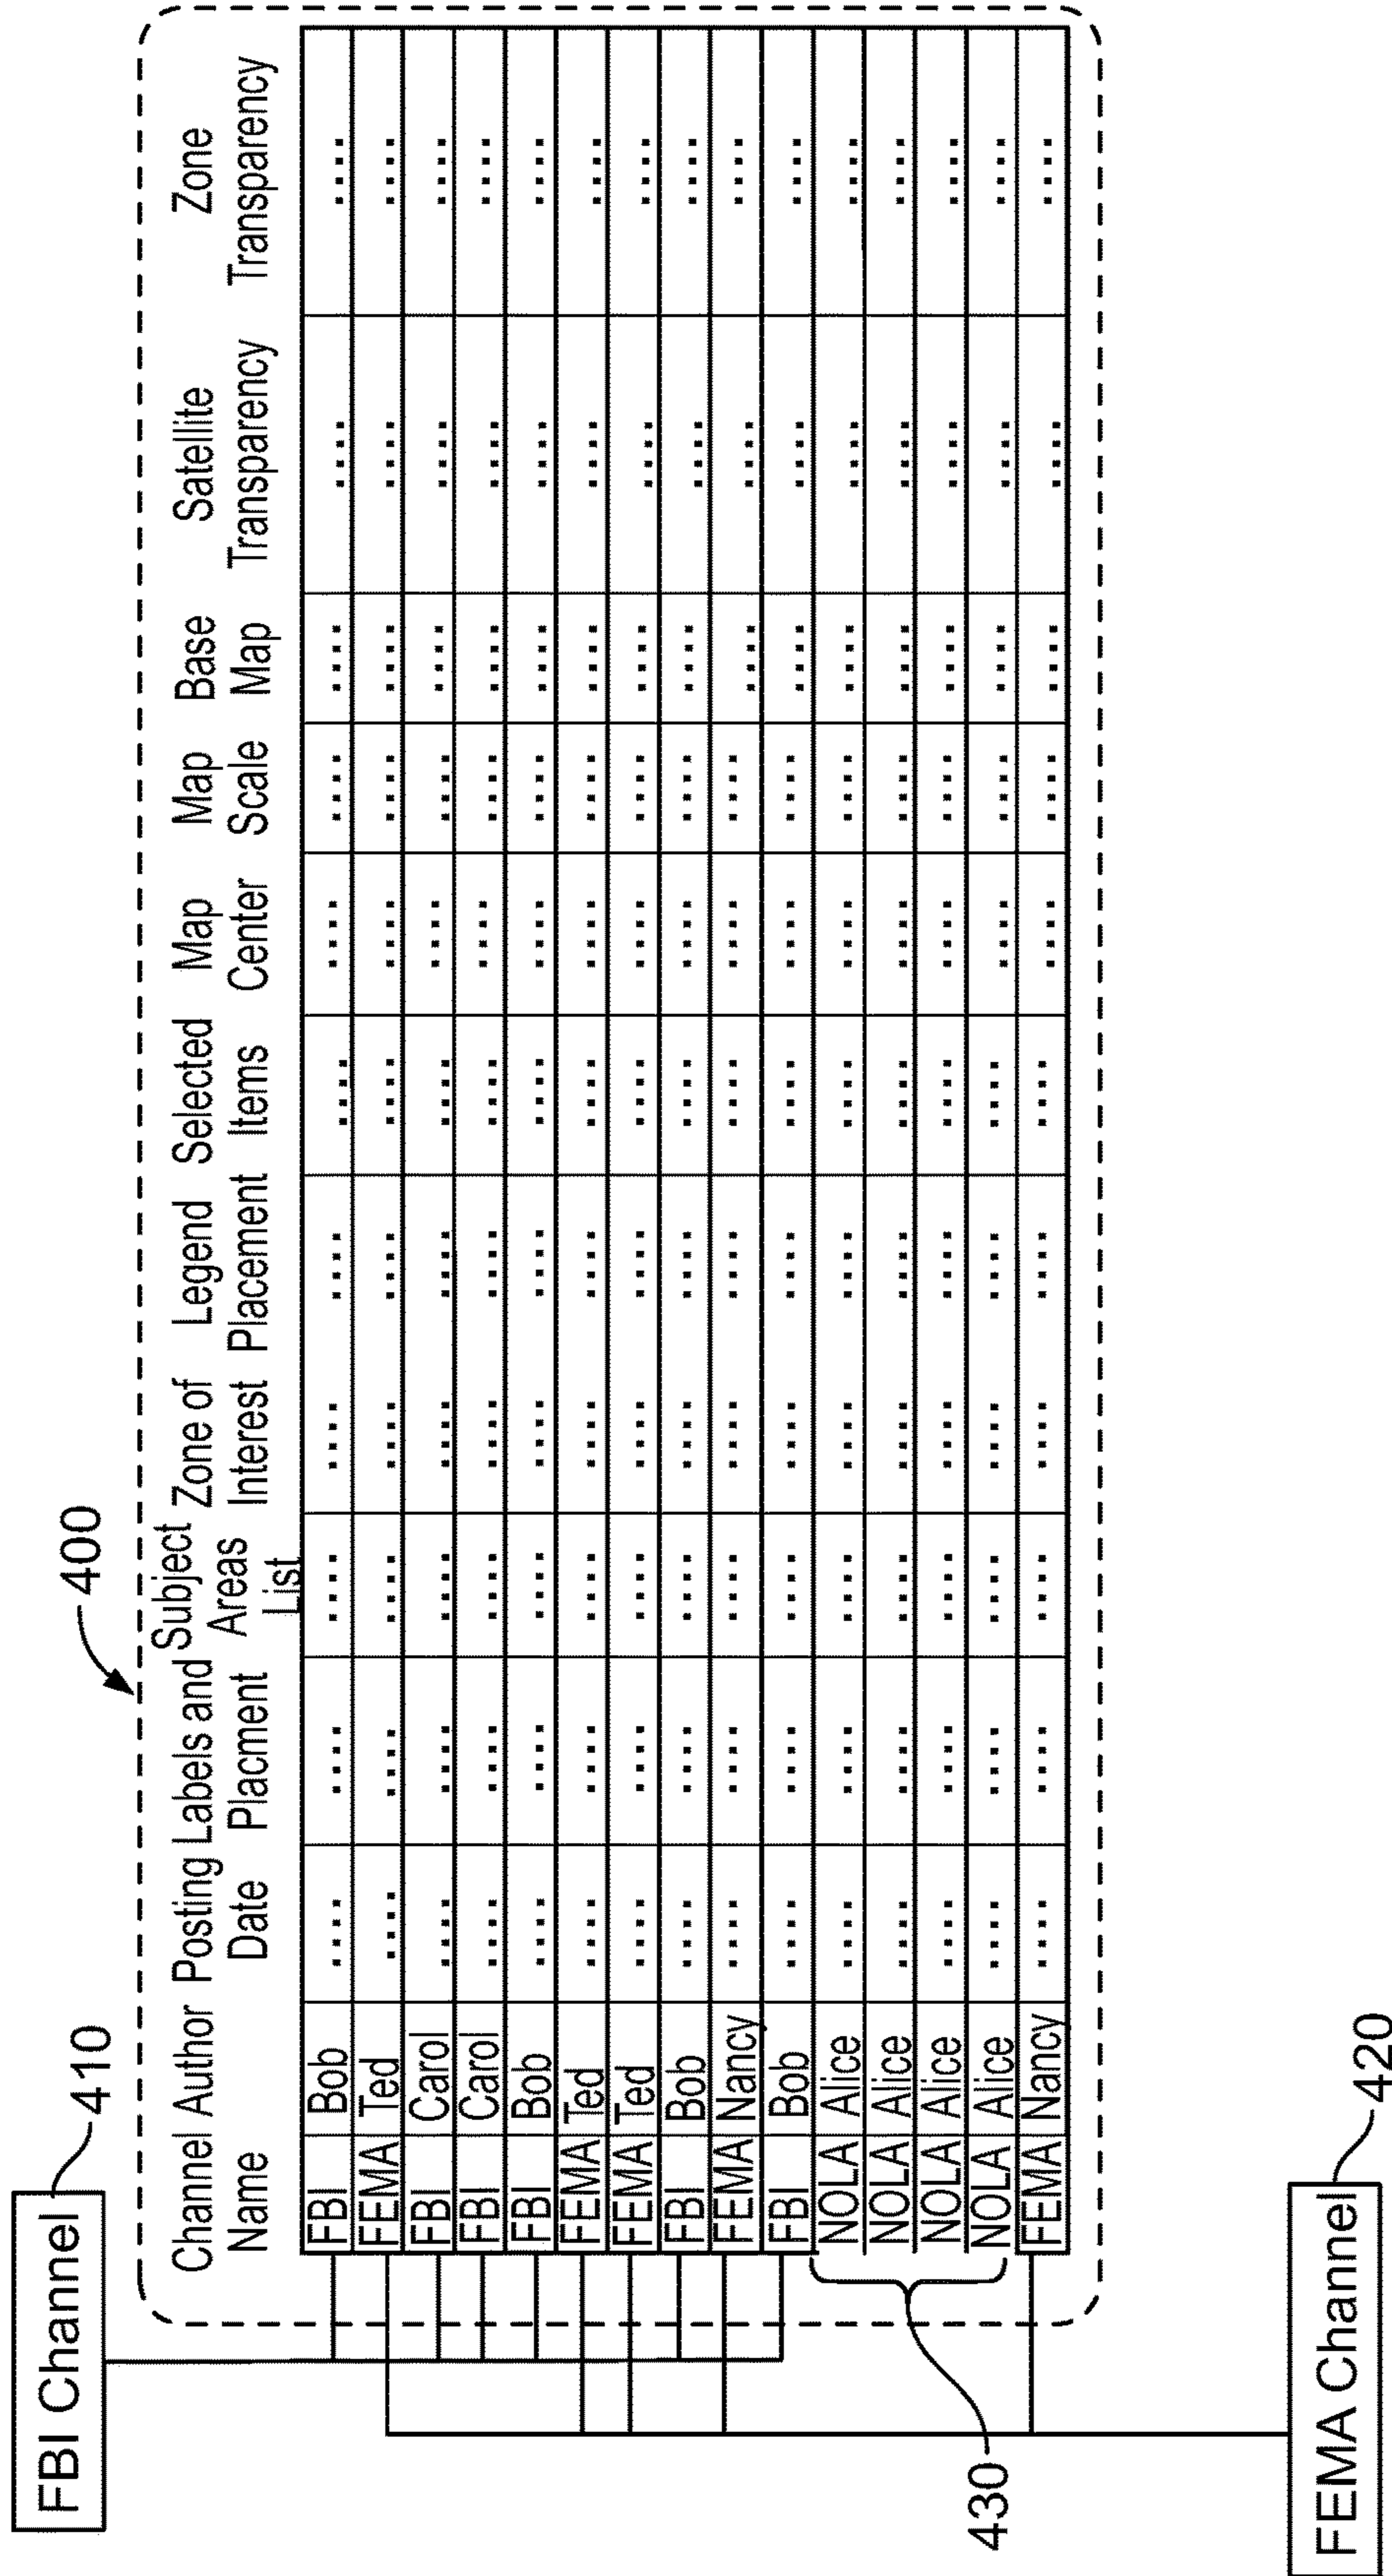 FBI Channel
410
400
Channel Name
Author
Posting Date
Labels and Placment
Subject Areas List
Zone of Interest
Legend Placement
Selected Items
Map Center
Map Scale
Base Map
Satellite Transparency
Zone Transparency
FBI Bob .... .... .... .... .... .... .... .... .... .... ....
FEMA Ted .... .... .... .... .... .... .... .... .... .... ....
FBI Carol .... .... .... .... .... .... .... .... .... .... ....
FBI Carol .... .... .... .... .... .... .... .... .... .... ....
FBI Bob .... .... .... .... .... .... .... .... .... .... ....
FEMA Ted .... .... .... .... .... .... .... .... .... .... ....
FEMA Ted .... .... .... .... .... .... .... .... .... .... ....
FBI Bob .... .... .... .... .... .... .... .... .... .... ....
FEMA Nancy .... .... .... .... .... .... .... .... .... .... ....
FBI Bob .... .... .... .... .... .... .... .... .... .... ....
NOLA Alice .... .... .... .... .... .... .... .... .... .... ....
NOLA Alice .... .... .... .... .... .... .... .... .... .... ....
NOLA Alice .... .... .... .... .... .... .... .... .... .... ....
NOLA Alice .... .... .... .... .... .... .... .... .... .... ....
FEMA Nancy .... .... .... .... .... .... .... .... .... .... ....
430
FEMA Channel
420